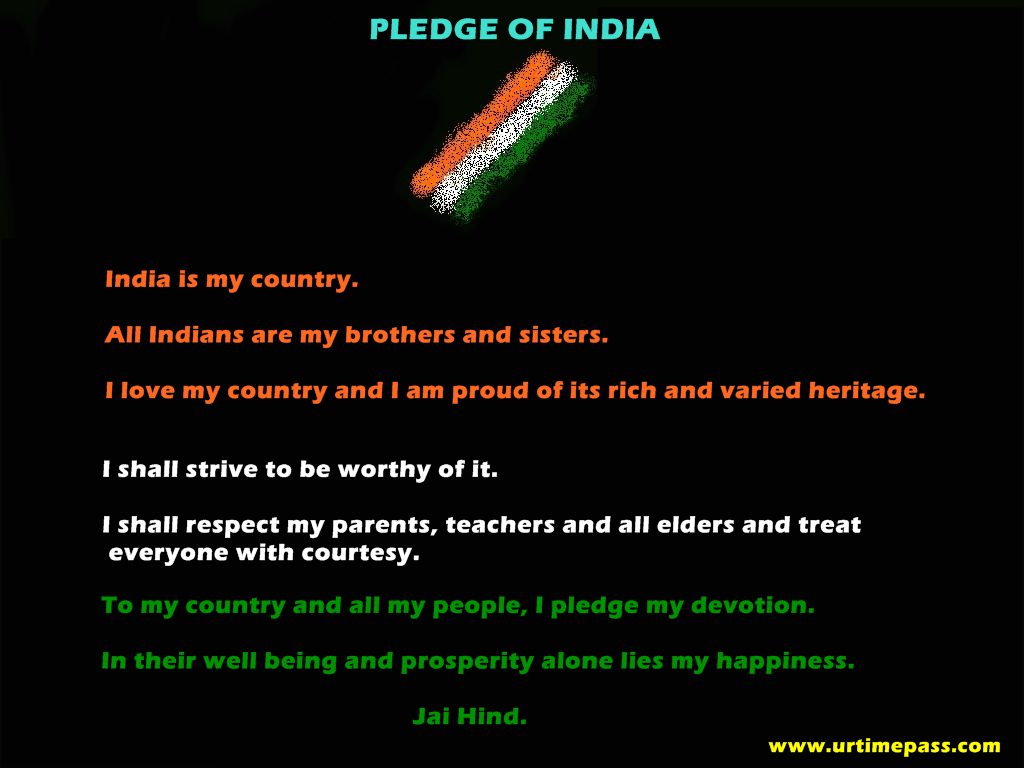 PLEDGE OF INDIA
India is my country.
All Indians are my brothers and sisters.
I love my country and I am proud of its rich and varied heritage.
I shall strive to be worthy of it.
I shall respect my parents, teachers and all elders and treat
everyone with courtesy.
To my country and all my people, I pledge my devotion.
In their well being and prosperity alone lies my happiness.
Jai Hind.
www.urtimepass.com